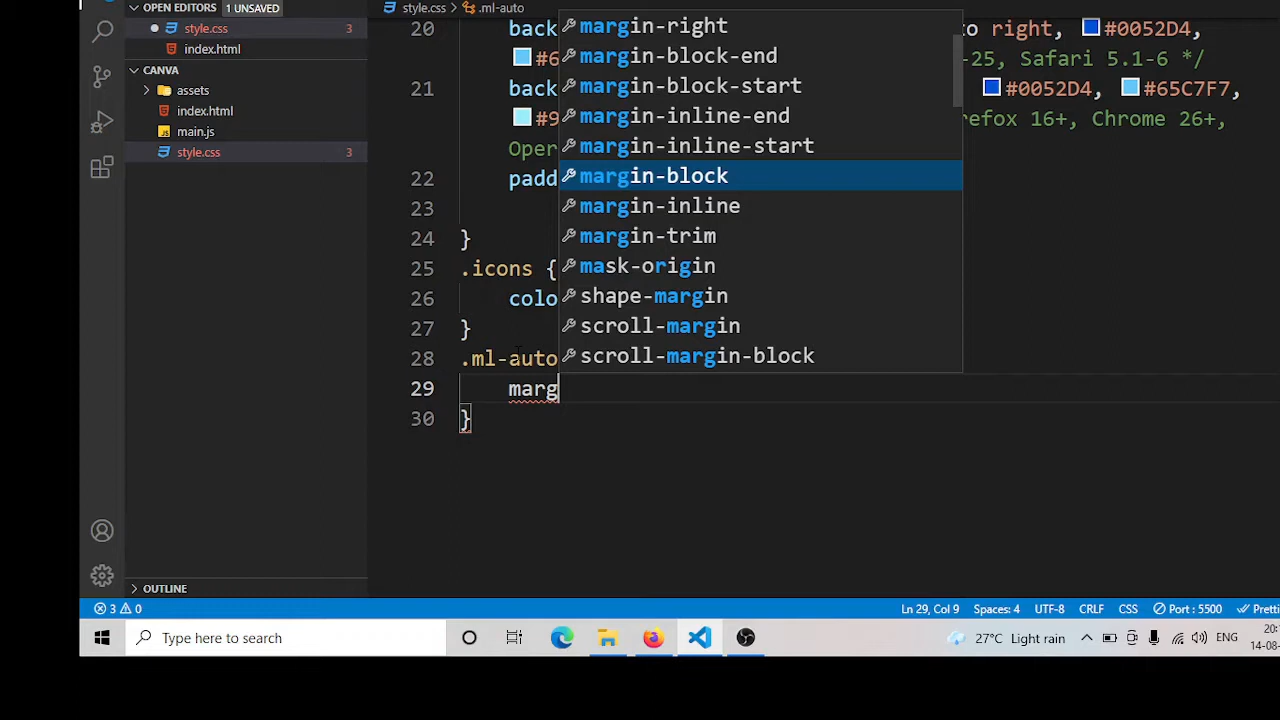 OPEN EDITORS 1 UNSAVED
style.css 3
index.html
CANVA
assets
index.html
main.js
style.css 3
OUTLINE
style.css > .ml-auto
20 back o right, #0052D4,
#6 -25, Safari 5.1-6 */
21 back #0052D4, #65C7F7,
#9 efox 16+, Chrome 26+,
Oper
22 padd
23
24 }
25 .icons {
26 colo
27 }
28 .ml-auto
29 marg
30 }
margin-right
margin-block-end
margin-block-start
margin-inline-end
margin-inline-start
margin-block
margin-inline
margin-trim
mask-origin
shape-margin
scroll-margin
scroll-margin-block
3 0 Ln 29, Col 9 Spaces: 4 UTF-8 CRLF CSS Port : 5500 Pretti
Type here to search 27°C Light rain ENG 20:
14-08-